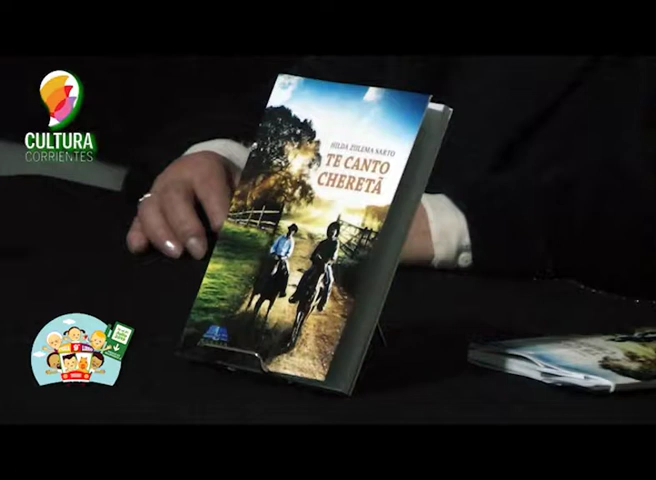 CULTURA
CORRIENTES
HILDA ZULEMA SARTO
TE CANTO
CHERETÃ